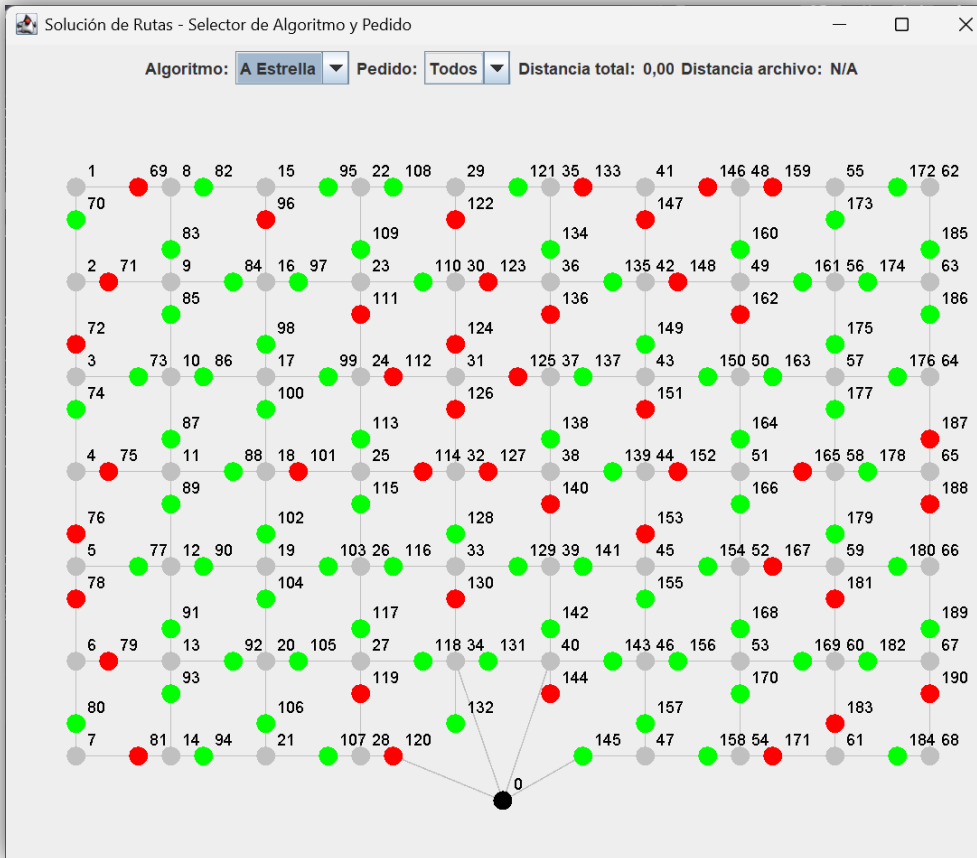 Solución de Rutas - Selector de Algoritmo y Pedido
Algoritmo: A Estrella Pedido: Todos Distancia total: 0,00 Distancia archivo: N/A
1 69 8 82 15 95 22 108 29 121 35 133 41 146 48 159 55 172 62
70 96 122 147 173
83 109 134 160 185
2 71 9 84 16 97 23 110 30 123 36 135 42 148 49 161 56 174 63
85 111 136 162 186
72 98 124 149 175
3 73 10 86 17 99 24 112 31 125 37 137 43 150 50 163 57 176 64
74 100 126 151 177
87 113 138 164 187
4 75 11 88 18 101 25 114 32 127 38 139 44 152 51 165 58 178 65
89 115 140 166 188
76 102 128 153 179
5 77 12 90 19 103 26 116 33 129 39 141 45 154 52 167 59 180 66
78 104 130 155 181
91 117 142 168 189
6 79 13 92 20 105 27 118 34 131 40 143 46 156 53 169 60 182 67
93 119 144 170 190
80 106 132 157 183
7 81 14 94 21 107 28 120 145 47 158 54 171 61 184 68
0